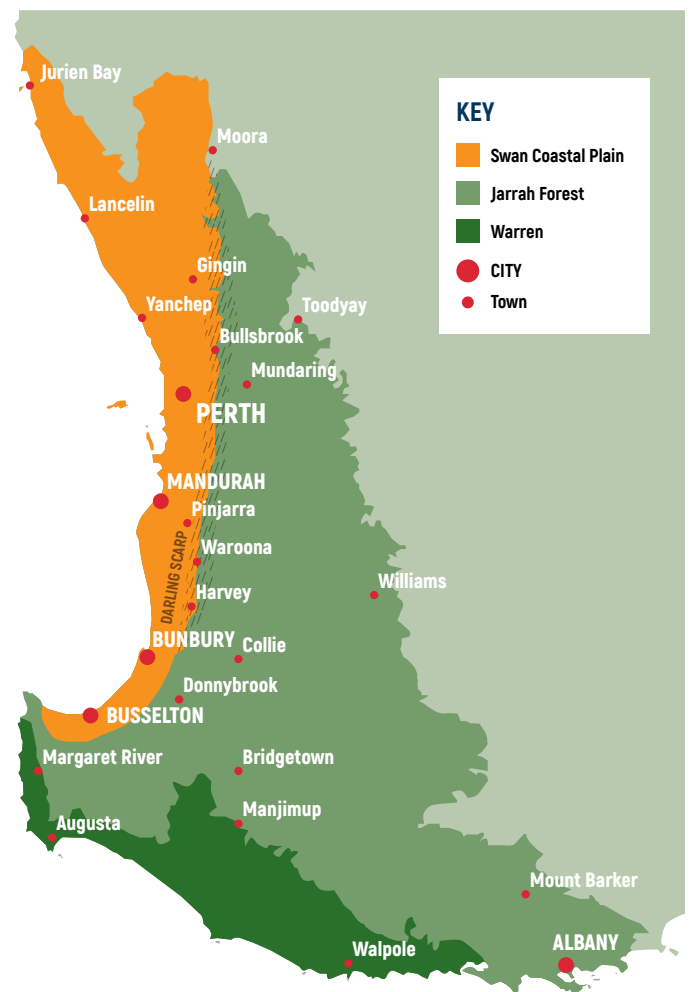 Jurien Bay
KEY
Moora
Swan Coastal Plain
Jarrah Forest
Lancelin
Warren
Gingin
CITY
Yanchep
Toodyay
Town
Bullsbrook
Mundaring
PERTH
MANDURAH
Pinjarra
Waroona
DARLING SCARP
Williams
Harvey
BUNBURY
Collie
Donnybrook
BUSSELTON
Margaret River
Bridgetown
Manjimup
Augusta
Mount Barker
ALBANY
Walpole